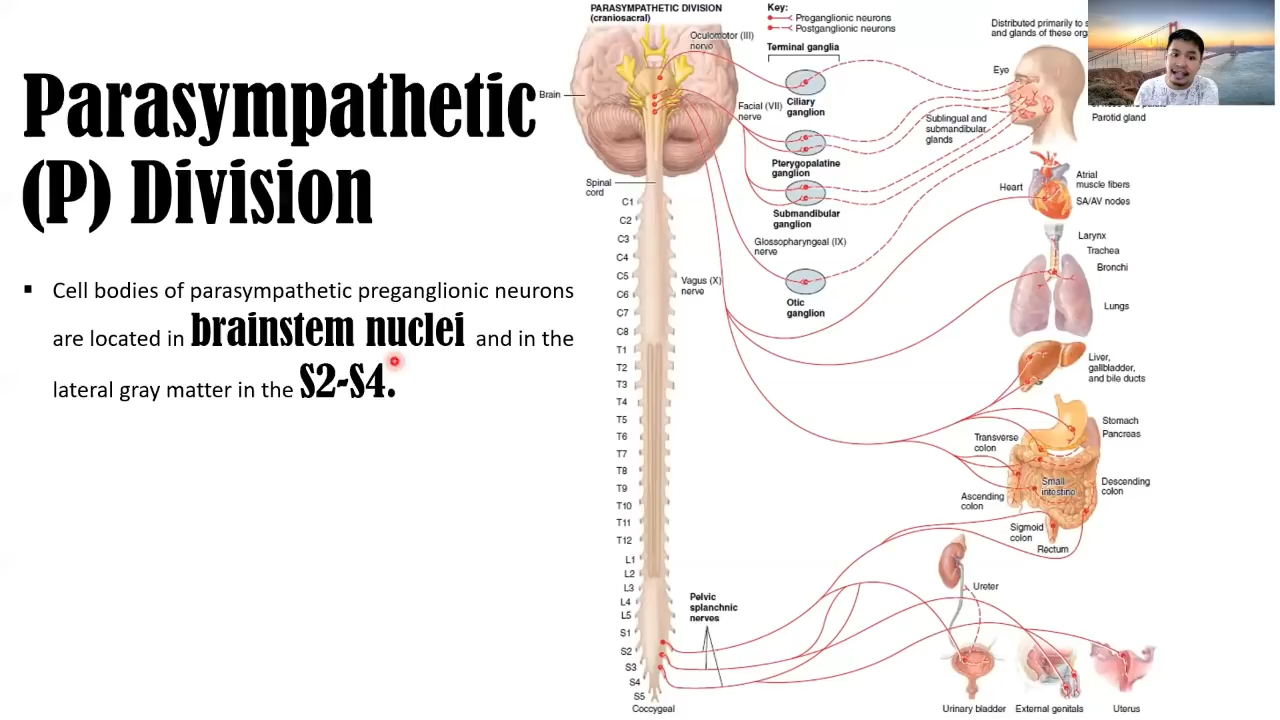 Parasympathetic
(P) Division
▪ Cell bodies of parasympathetic preganglionic neurons
are located in brainstem nuclei and in the
lateral gray matter in the S2-S4.
PARASYMPATHETIC DIVISION
(craniosacral)
Key:
Preganglionic neurons
Postganglionic neurons
Distributed primarily to
and glands of these
Oculomotor (III)
nerve
Terminal ganglia
Eye
Brain
Ciliary
ganglion
Facial (VII)
nerve
Sublingual and
submandibular
glands
Parotid gland
Pterygopalatine
ganglion
Spinal
cord
Submandibular
ganglion
Heart
Atrial
muscle fibers
SA/AV nodes
Glossopharyngeal (IX)
nerve
Larynx
Trachea
Bronchi
Vagus (X)
nerve
Otic
ganglion
Lungs
C1
C2
C3
C4
C5
C6
C7
C8
T1
T2
T3
T4
T5
T6
T7
T8
T9
T10
T11
T12
L1
L2
L3
L4
L5
S1
S2
S3
S4
S5
Coccygeal
Liver,
gallbladder,
and bile ducts
Stomach
Pancreas
Transverse
colon
Small
intestine
Descending
colon
Ascending
colon
Sigmoid
colon
Rectum
Ureter
Pelvic
splanchnic
nerves
Urinary bladder
External genitals
Uterus